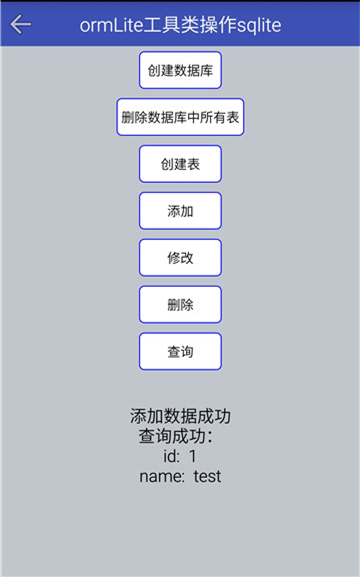 ormLite工具类操作sqlite
创建数据库
删除数据库中所有表
创建表
添加
修改
删除
查询
添加数据成功
查询成功：
id:  1
name:  test